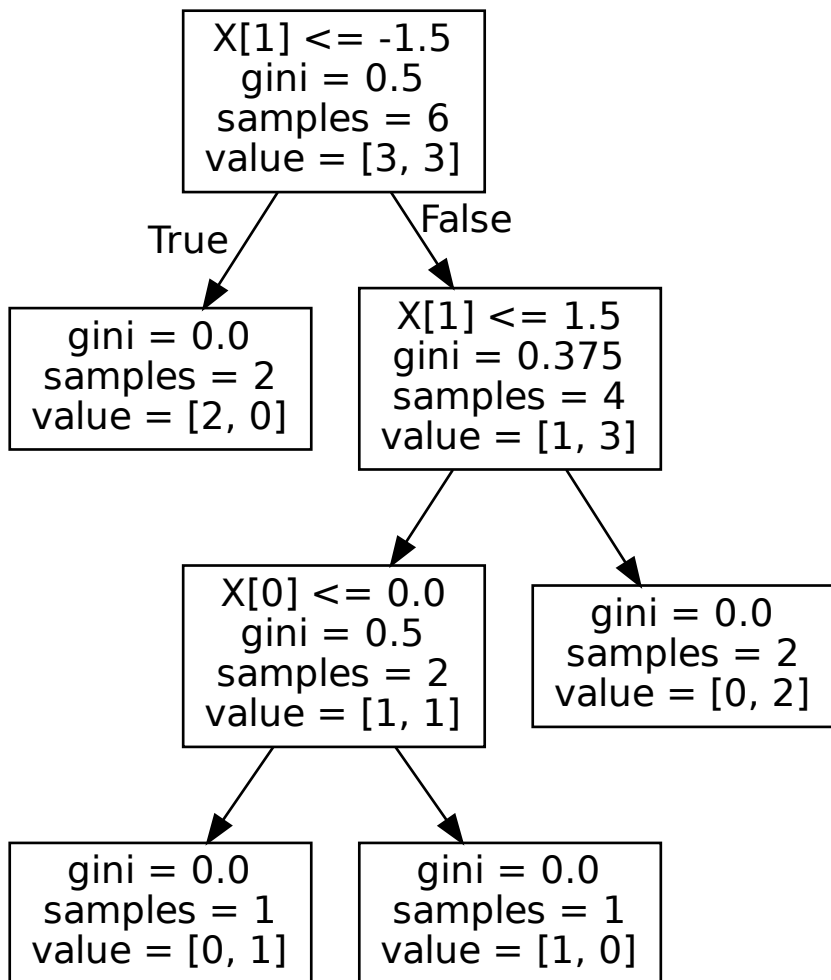 X[1] <= -1.5
gini = 0.5
samples = 6
value = [3, 3]
True
False
gini = 0.0
samples = 2
value = [2, 0]
X[1] <= 1.5
gini = 0.375
samples = 4
value = [1, 3]
X[0] <= 0.0
gini = 0.5
samples = 2
value = [1, 1]
gini = 0.0
samples = 2
value = [0, 2]
gini = 0.0
samples = 1
value = [0, 1]
gini = 0.0
samples = 1
value = [1, 0]